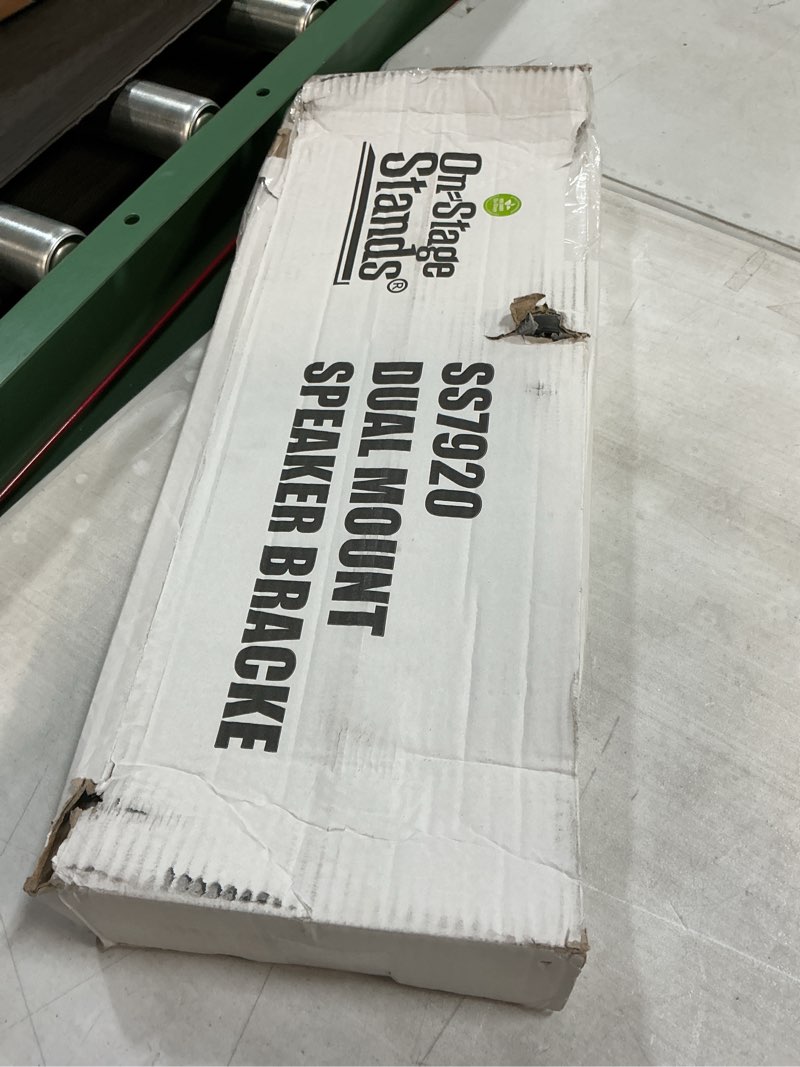 On-Stage
Stands®
SS7920
DUAL MOUNT
SPEAKER BRACKE